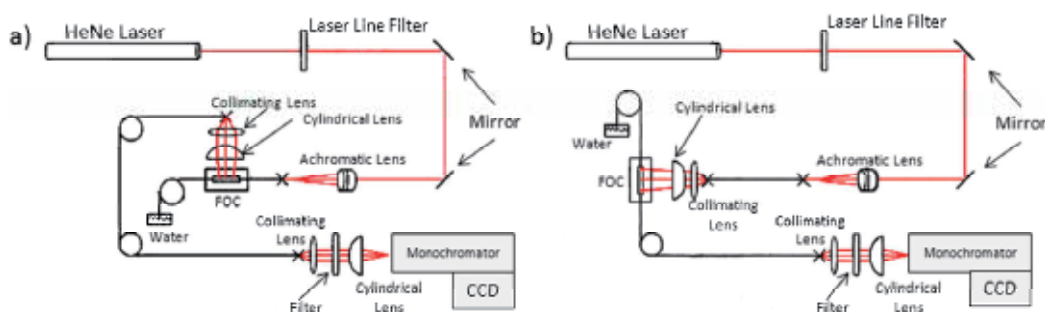 a)
HeNe Laser
Laser Line Filter
Collimating Lens
Cylindrical Lens
Mirror
Achromatic Lens
FOC
Water
Collimating
Lens
Monochromator
CCD
Filter
Cylindrical
Lens
b)
HeNe Laser
Laser Line Filter
Cylindrical Lens
Mirror
Water
Achromatic Lens
FOC
Collimating
Lens
Collimating
Lens
Monochromator
CCD
Filter
Cylindrical
Lens